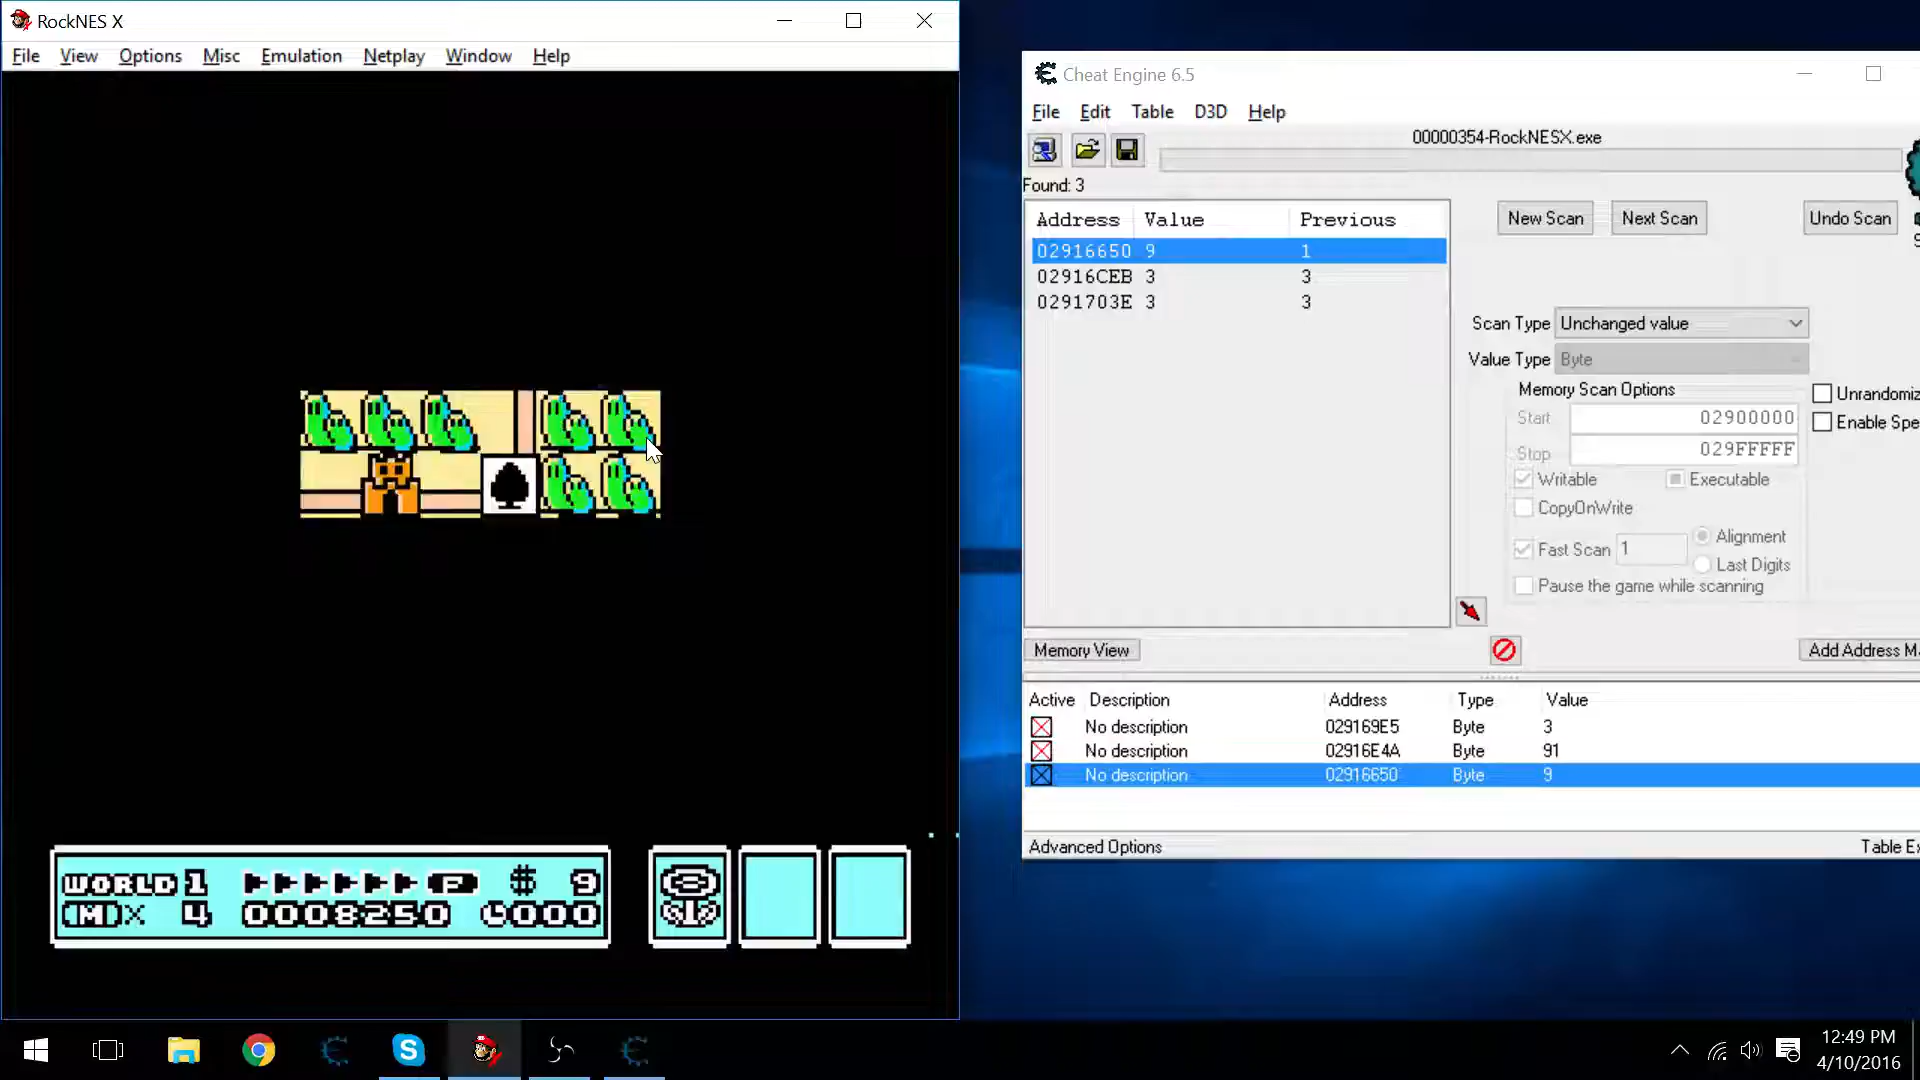 RockNES X
File View Options Misc Emulation Netplay Window Help
WORLD 1 P $ 9
(M)X 4 0008250 000
Cheat Engine 6.5
File Edit Table D3D Help
00000354-RockNESX.exe
Found: 3
Address Value Previous
02916650 9 1
02916CEB 3 3
0291703E 3 3
New Scan Next Scan Undo Scan
Scan Type Unchanged value
Value Type Byte
Memory Scan Options
Start 02900000
Stop 029FFFFF
Writable Executable
CopyOnWrite
Fast Scan 1 Alignment
Last Digits
Pause the game while scanning
Unrandomiz
Enable Spe
Memory View Add Address M
Active Description Address Type Value
No description 029169E5 Byte 3
No description 02916E4A Byte 91
No description 02916650 Byte 9
Advanced Options Table Ex
12:49 PM
4/10/2016